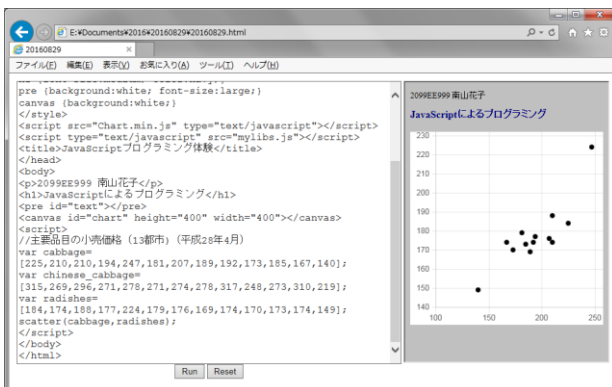 E:¥Documents¥2016¥20160829¥20160829.html
20160829
ファイル(F) 編集(E) 表示(V) お気に入り(A) ツール(T) ヘルプ(H)
pre {background:white; font-size:large;}
canvas {background:white;}
</style>
<script src="Chart.min.js" type="text/javascript"></script>
<script type="text/javascript" src="mylibs.js"></script>
<title>JavaScriptプログラミング体験</title>
</head>
<body>
<p>2099EE999 南山花子</p>
<h1>JavaScriptによるプログラミング</h1>
<pre id="text"></pre>
<canvas id="chart" height="400" width="400"></canvas>
<script>
//主要品目の小売価格（13都市）（平成28年4月）
var cabbage=
[225,210,210,194,247,181,207,189,192,173,185,167,140];
var chinese_cabbage=
[315,269,296,271,278,271,274,278,317,248,273,310,219];
var radishes=
[184,174,188,177,224,179,176,169,174,170,173,174,149];
scatter(cabbage,radishes);
</script>
</body>
</html>
Run Reset
2099EE999 南山花子
JavaScriptによるプログラミング
230
220
210
200
190
180
170
160
150
140
100 150 200 250